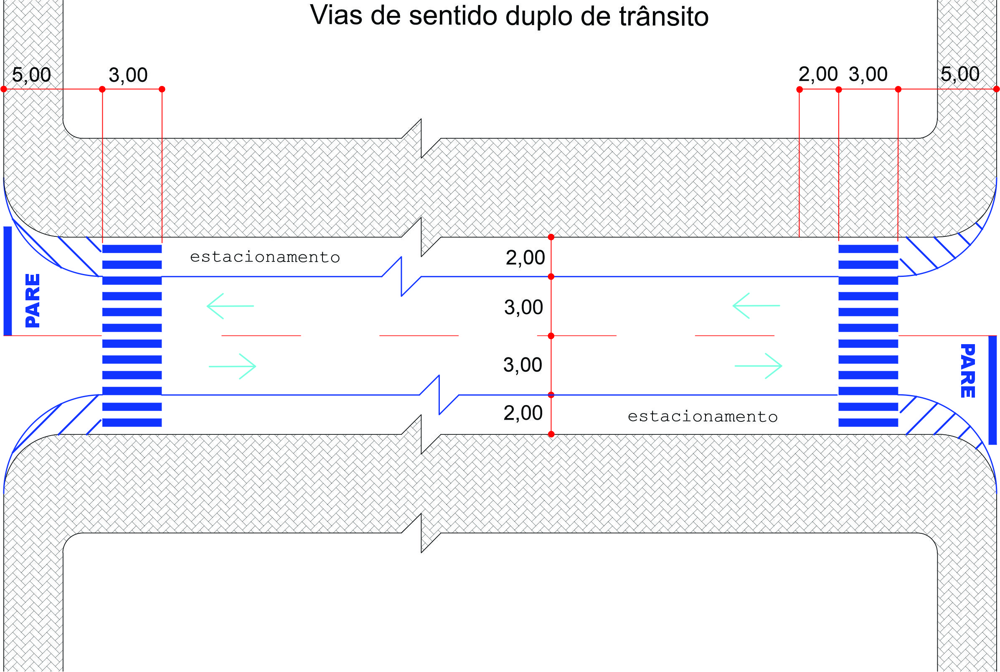 Vias de sentido duplo de trânsito
5,00
3,00
2,00
3,00
5,00
estacionamento
2,00
PARE
3,00
3,00
PARE
2,00
estacionamento